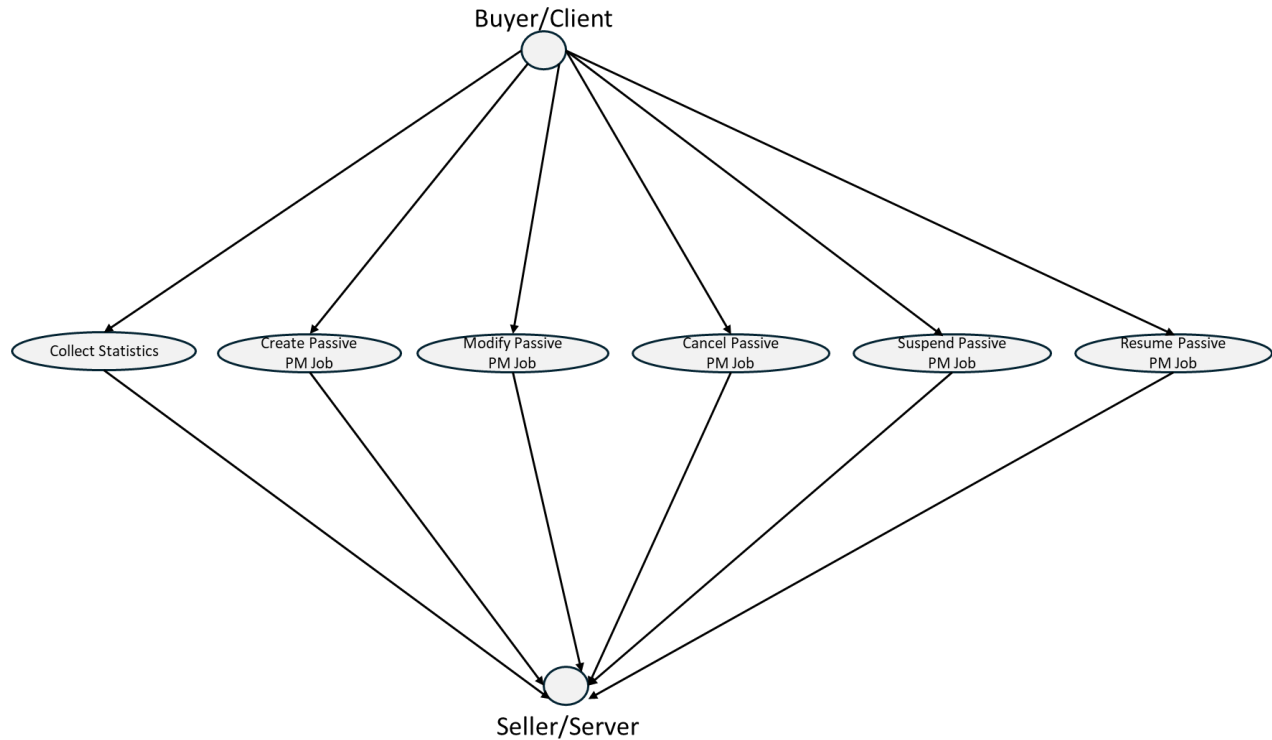 Buyer/Client
Collect Statistics
Create Passive
PM Job
Modify Passive
PM Job
Cancel Passive
PM Job
Suspend Passive
PM Job
Resume Passive
PM Job
Seller/Server